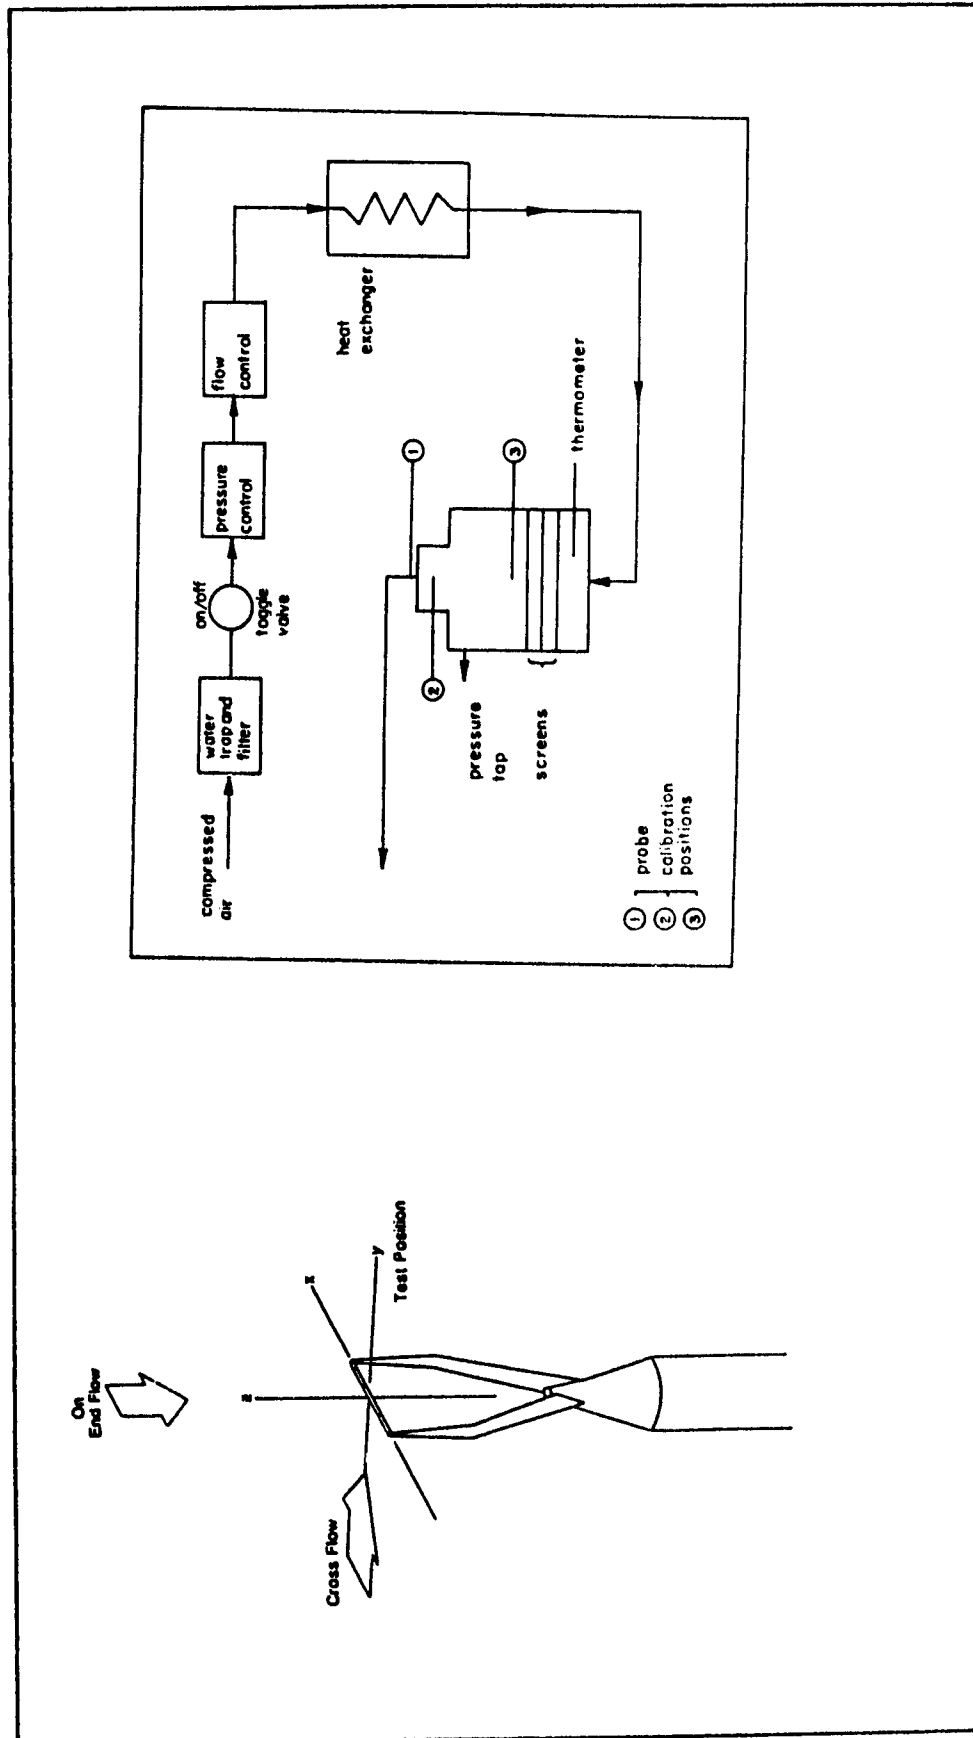 compressed
air
water
trap and
filter
on/off
toggle
valve
pressure
control
flow
control
heat
exchanger
1
2
3
thermometer
pressure
tap
screens
1
2
3
probe
calibration
positions
On
End Flow
Cross Flow
z
x
y
Test Position